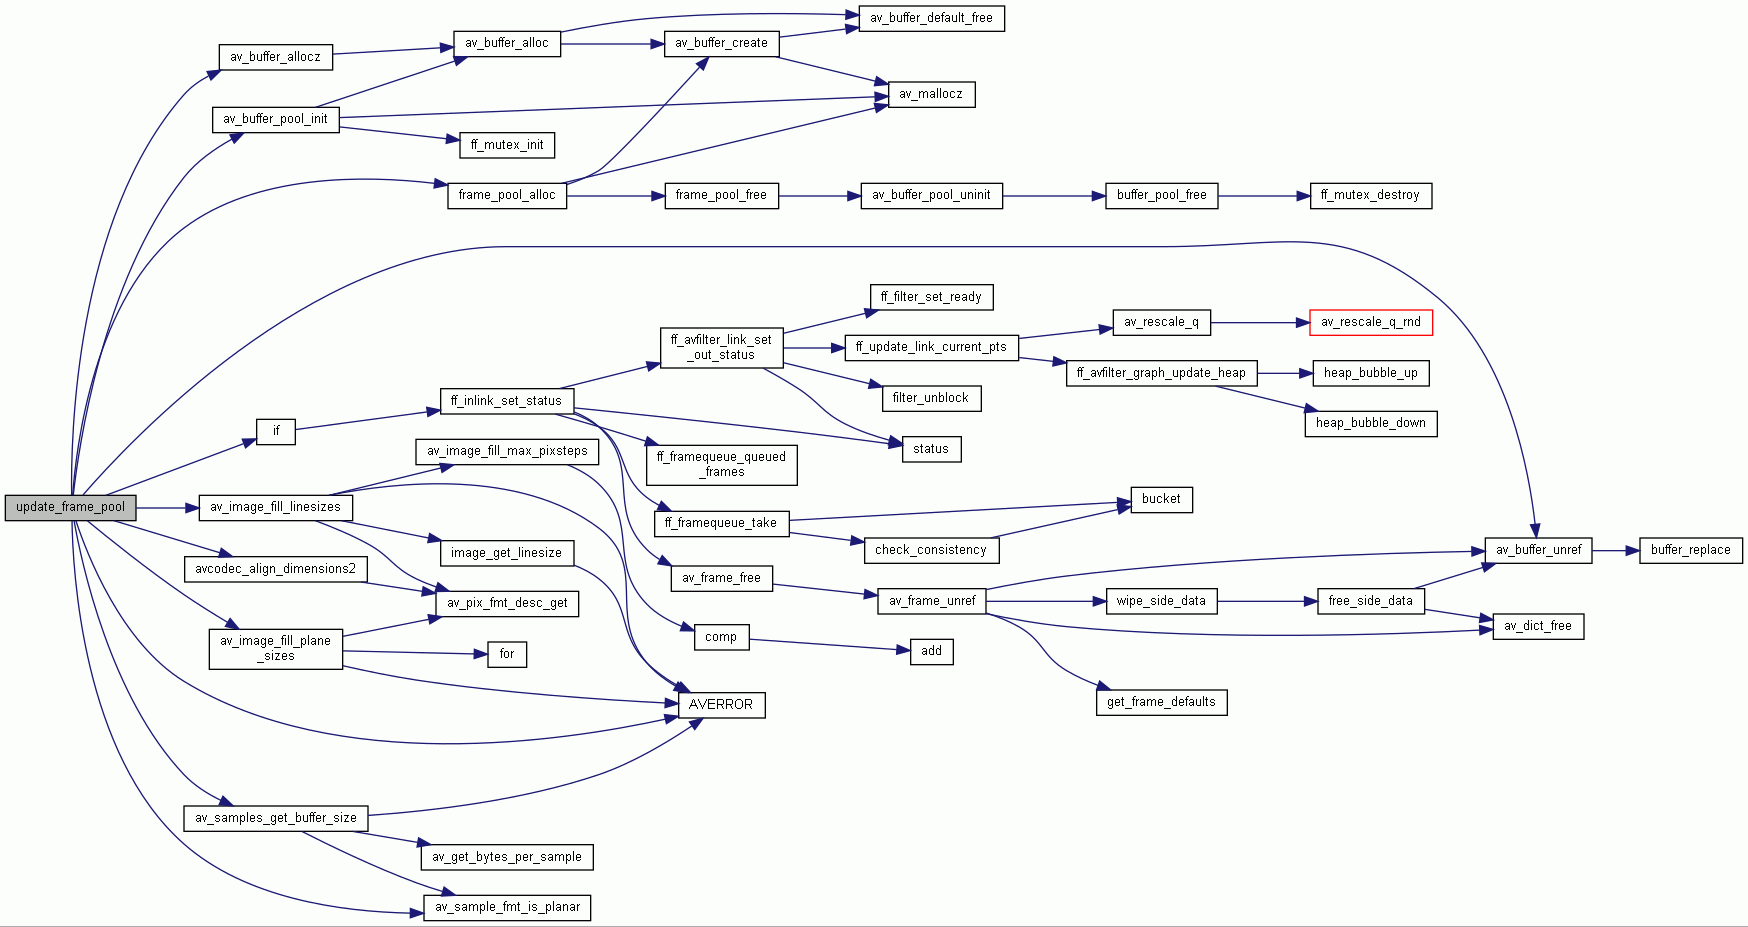 av_buffer_default_free
av_buffer_alloc
av_buffer_create
av_buffer_allocz
av_mallocz
av_buffer_pool_init
ff_mutex_init
frame_pool_alloc
frame_pool_free
av_buffer_pool_uninit
buffer_pool_free
ff_mutex_destroy
ff_filter_set_ready
av_rescale_q
av_rescale_q_rnd
ff_avfilter_link_set
_out_status
ff_update_link_current_pts
ff_avfilter_graph_update_heap
heap_bubble_up
ff_inlink_set_status
filter_unblock
heap_bubble_down
if
status
av_image_fill_max_pixsteps
ff_framequeue_queued
_frames
update_frame_pool
av_image_fill_linesizes
bucket
ff_framequeue_take
image_get_linesize
check_consistency
av_buffer_unref
buffer_replace
avcodec_align_dimensions2
av_frame_free
av_pix_fmt_desc_get
av_frame_unref
wipe_side_data
free_side_data
av_dict_free
av_image_fill_plane
_sizes
for
comp
add
AVERROR
get_frame_defaults
av_samples_get_buffer_size
av_get_bytes_per_sample
av_sample_fmt_is_planar